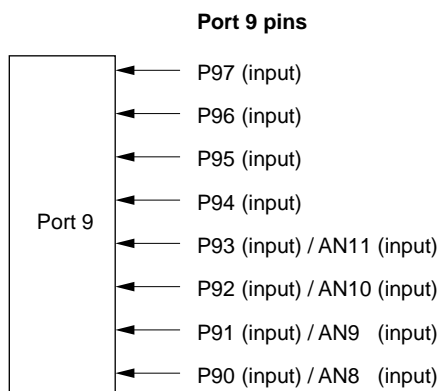 Port 9 pins
P97 (input)
P96 (input)
P95 (input)
P94 (input)
Port 9
P93 (input) / AN11 (input)
P92 (input) / AN10 (input)
P91 (input) / AN9 (input)
P90 (input) / AN8 (input)